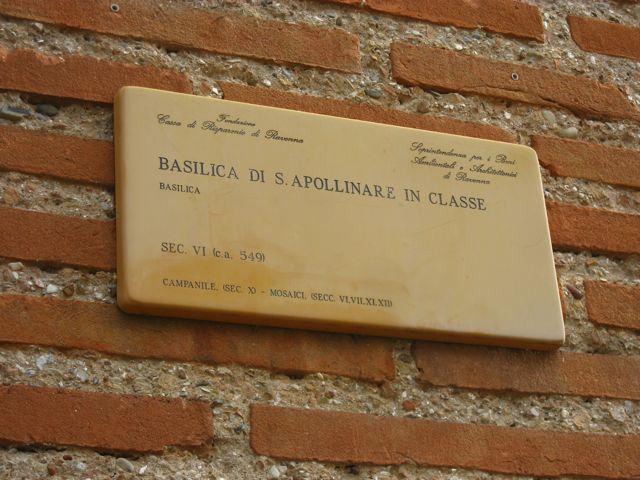 Fondazione
Cassa di Risparmio di Ravenna
Soprintendenza per i Beni
Ambientali e Architettonici
di Ravenna
BASILICA DI S.APOLLINARE IN CLASSE
BASILICA
SEC. VI (c.a. 549)
CAMPANILE, (SEC. X) - MOSAICI, (SECC. VI,VII,XI,XII)